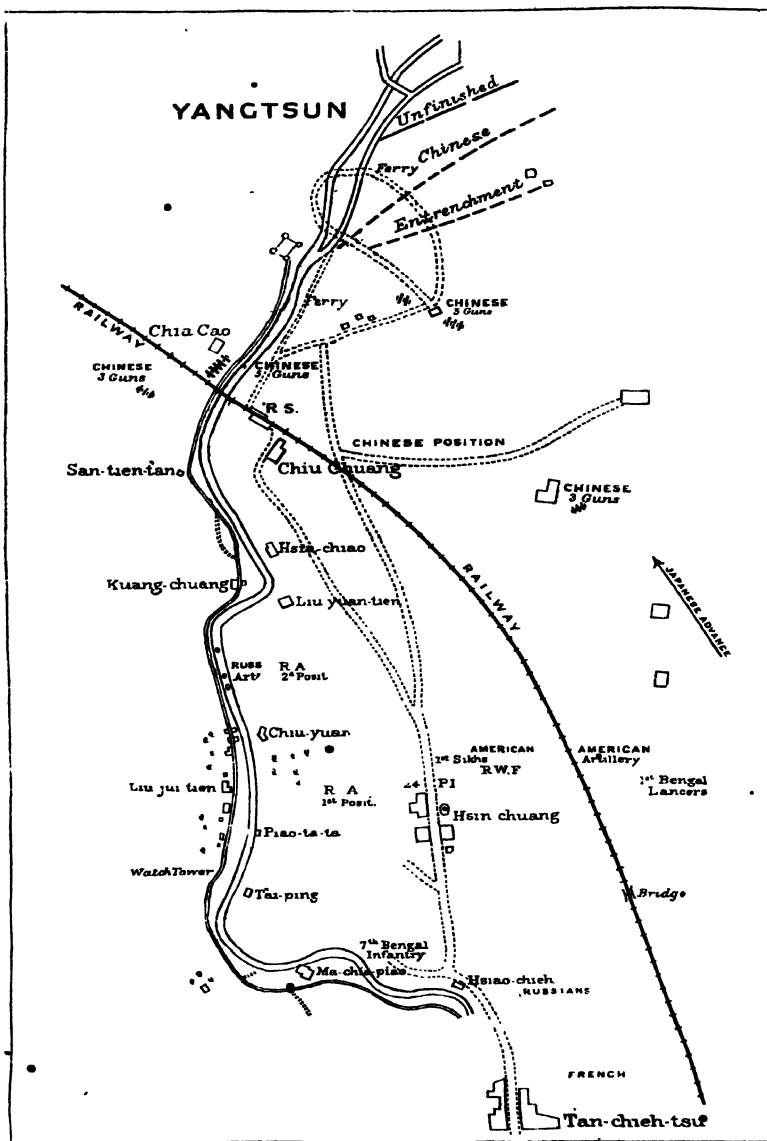 YANGTSUN
Unfinished
Chinese
Entrenchment
Ferry
Ferry
CHINESE
5 Guns
RAILWAY
Chia Cao
CHINESE
3 Guns
CHINESE
Guns
R S.
CHINESE POSITION
San-tien-tan
Chiu Chuang
CHINESE
3 Guns
Hsia-chiao
Kuang-chuang
Liu yuan-tien
RAILWAY
JAPANESE ADVANCE
RUSS
Arty
R A
2d Posit.
Chiu-yuan
1st Sikhs
AMERICAN
R.W.F
AMERICAN
Artillery
1st Bengal
Lancers
Liu jui tien
R A
1st Posit.
24 P I
Hsin chuang
Piao-ta-ta
Watch Tower
Tai-ping
Bridge
7th Bengal
Infantry
Ma-chia-piao
Hsiao-chieh
RUSSIANS
FRENCH
Tan-chieh-tsu